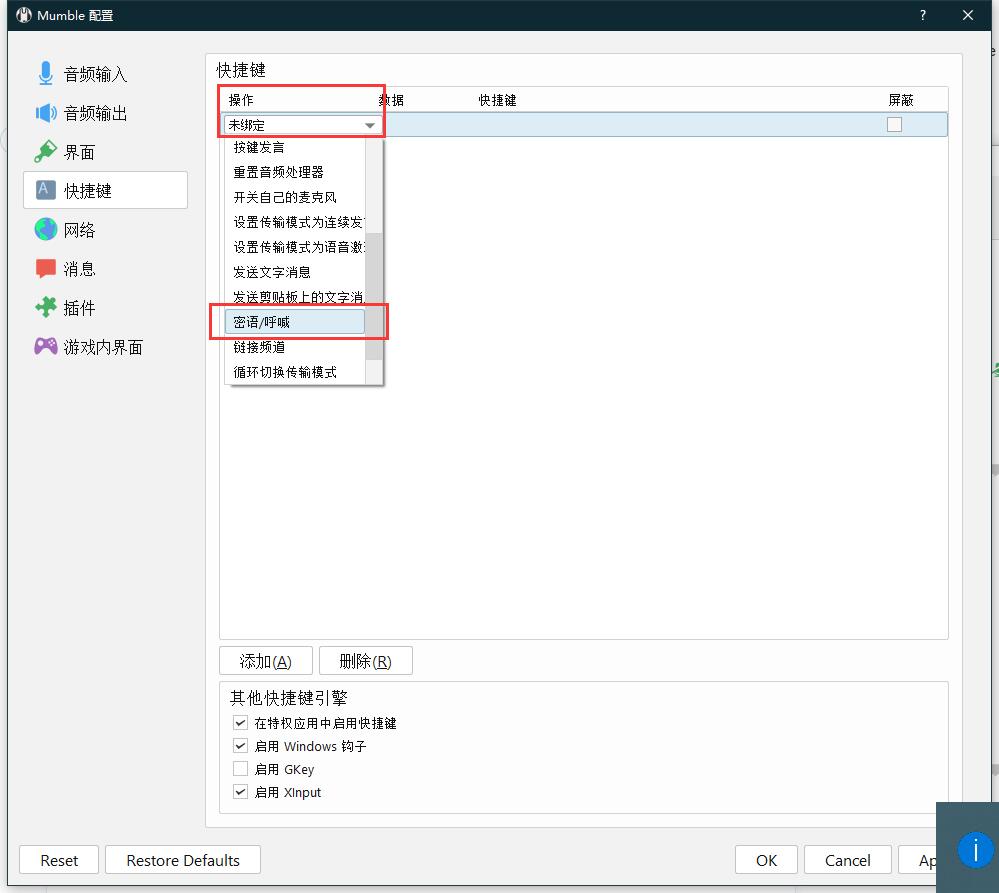 Mumble 配置
?
音频输入
音频输出
界面
快捷键
网络
消息
插件
游戏内界面
快捷键
操作 数据 快捷键 屏蔽
未绑定
按键发言
重置音频处理器
开关自己的麦克风
设置传输模式为连续发
设置传输模式为语音激
发送文字消息
发送剪贴板上的文字消
密语/呼喊
链接频道
循环切换传输模式
添加(A) 删除(R)
其他快捷键引擎
在特权应用中启用快捷键
启用 Windows 钩子
启用 GKey
启用 XInput
Reset Restore Defaults OK Cancel Ap